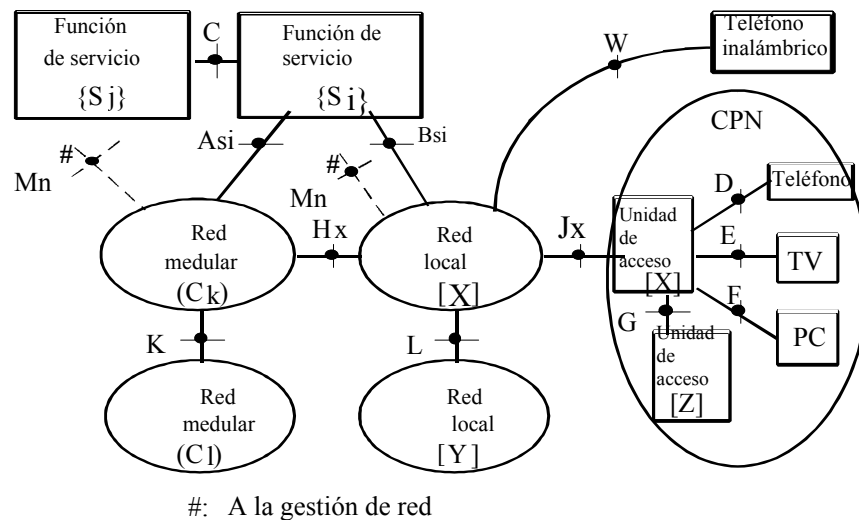 Función
de servicio
{Sj}
C
Función de
servicio
{Si}
W
Teléfono
inalámbrico
CPN
#
Mn
Asi
Bsi
#
Mn
D
Teléfono
Red
medular
(Ck)
Hx
Red
local
[X]
Jx
Unidad
de
acceso
[X]
E
TV
F
PC
G
K
L
Unidad
de
acceso
[Z]
Red
medular
(Cl)
Red
local
[Y]
#: A la gestión de red